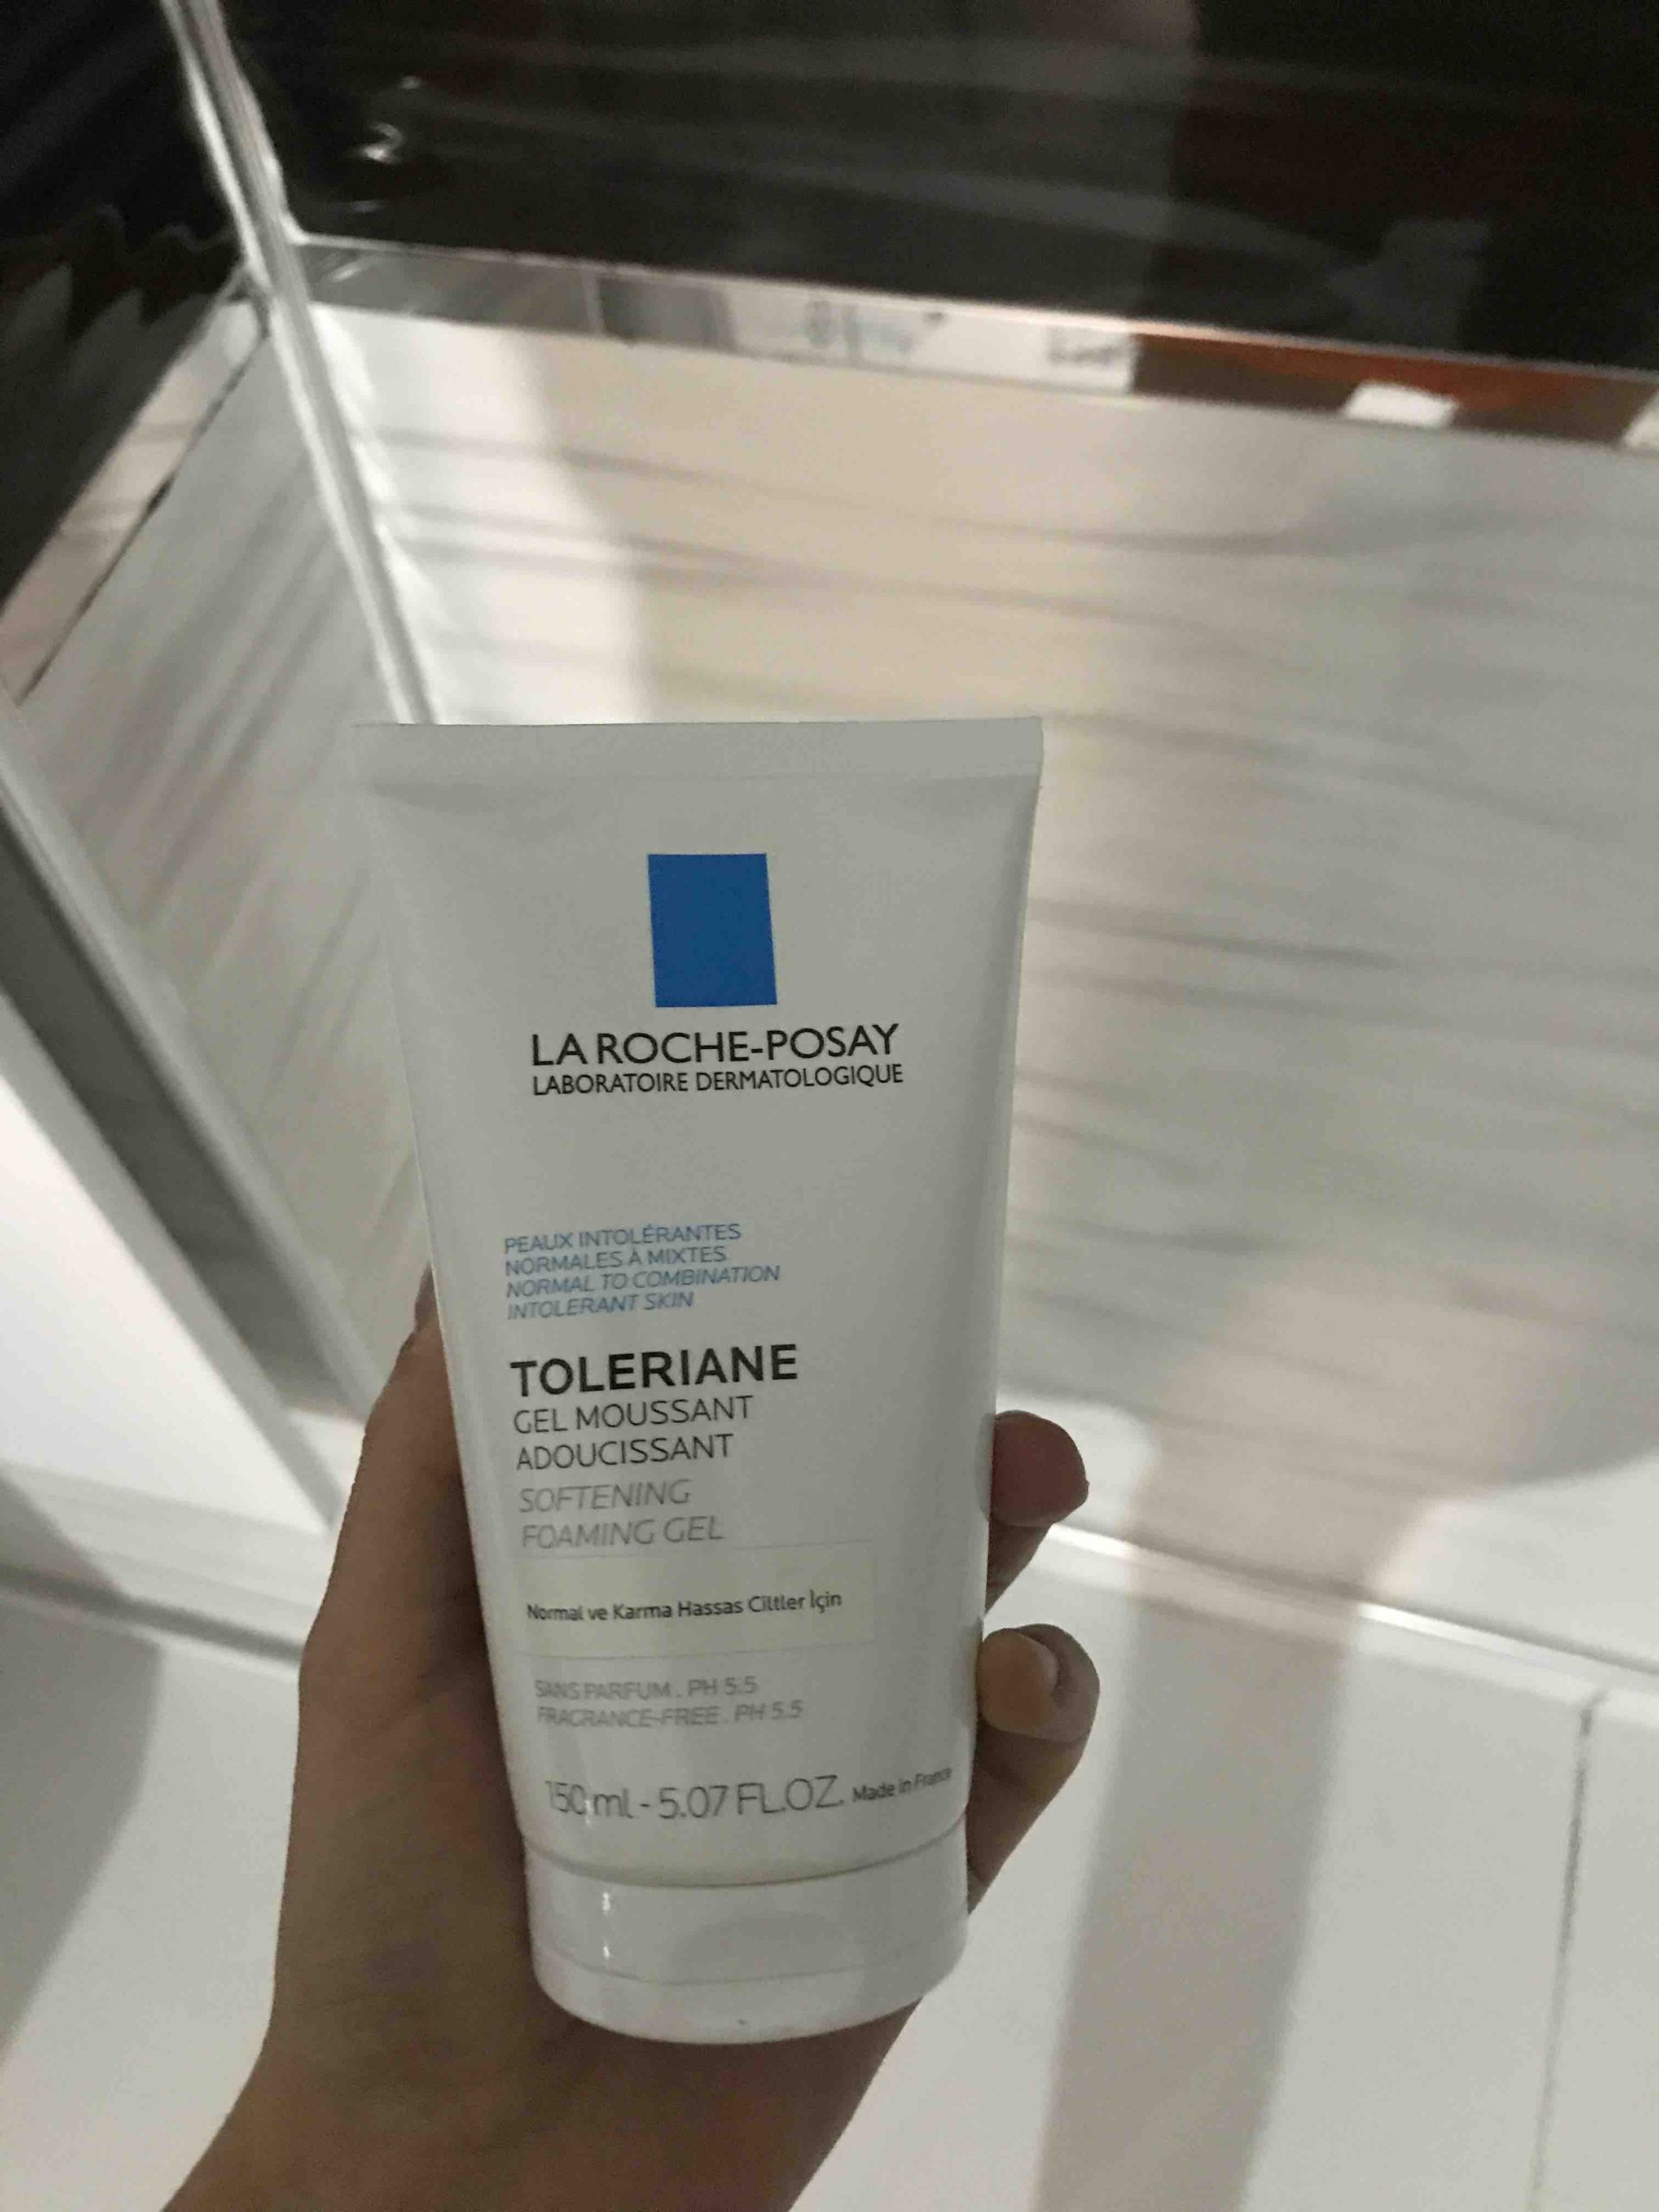 LA ROCHE-POSAY
LABORATOIRE DERMATOLOGIQUE
PEAUX INTOLÉRANTES
NORMALES À MIXTES
NORMAL TO COMBINATION
INTOLERANT SKIN
TOLERIANE
GEL MOUSSANT
ADOUCISSANT
SOFTENING
FOAMING GEL
Normal ve Karma Hassas Ciltler İçin
SANS PARFUM . PH 5.5
FRAGRANCE-FREE . PH 5.5
150 ml - 5.07 FL.OZ. Made in France